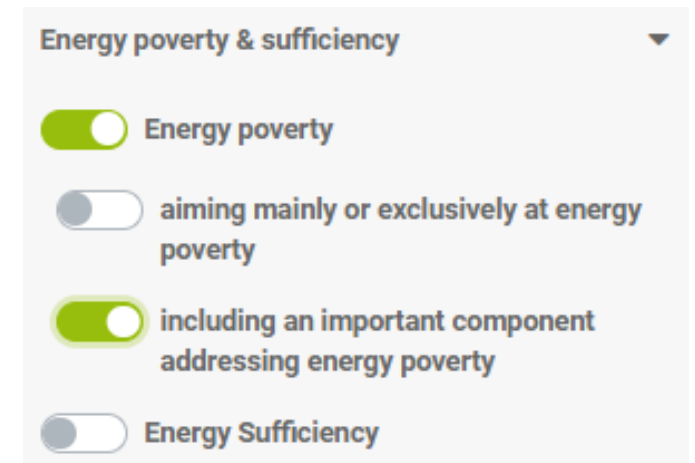 Energy poverty & sufficiency
Energy poverty
aiming mainly or exclusively at energy
poverty
including an important component
addressing energy poverty
Energy Sufficiency